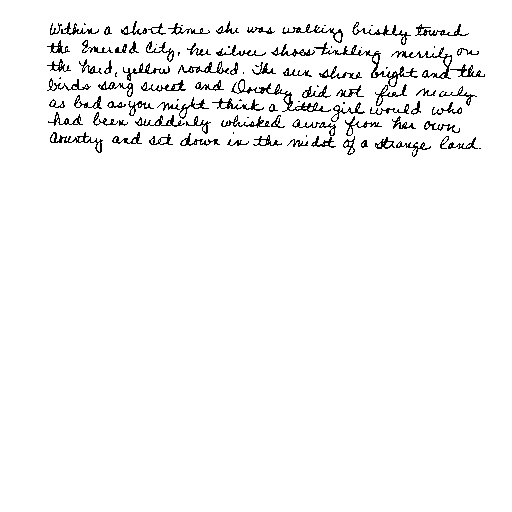 Within a short time she was walking briskly toward
the Emerald City, her silver shoes tinkling merrily on
the hard, yellow roadbed. The sun shone bright and the
birds sang sweet and Dorothy did not feel nearly
as bad as you might think a little girl would who
had been suddenly whisked away from her own
country and set down in the midst of a strange land.